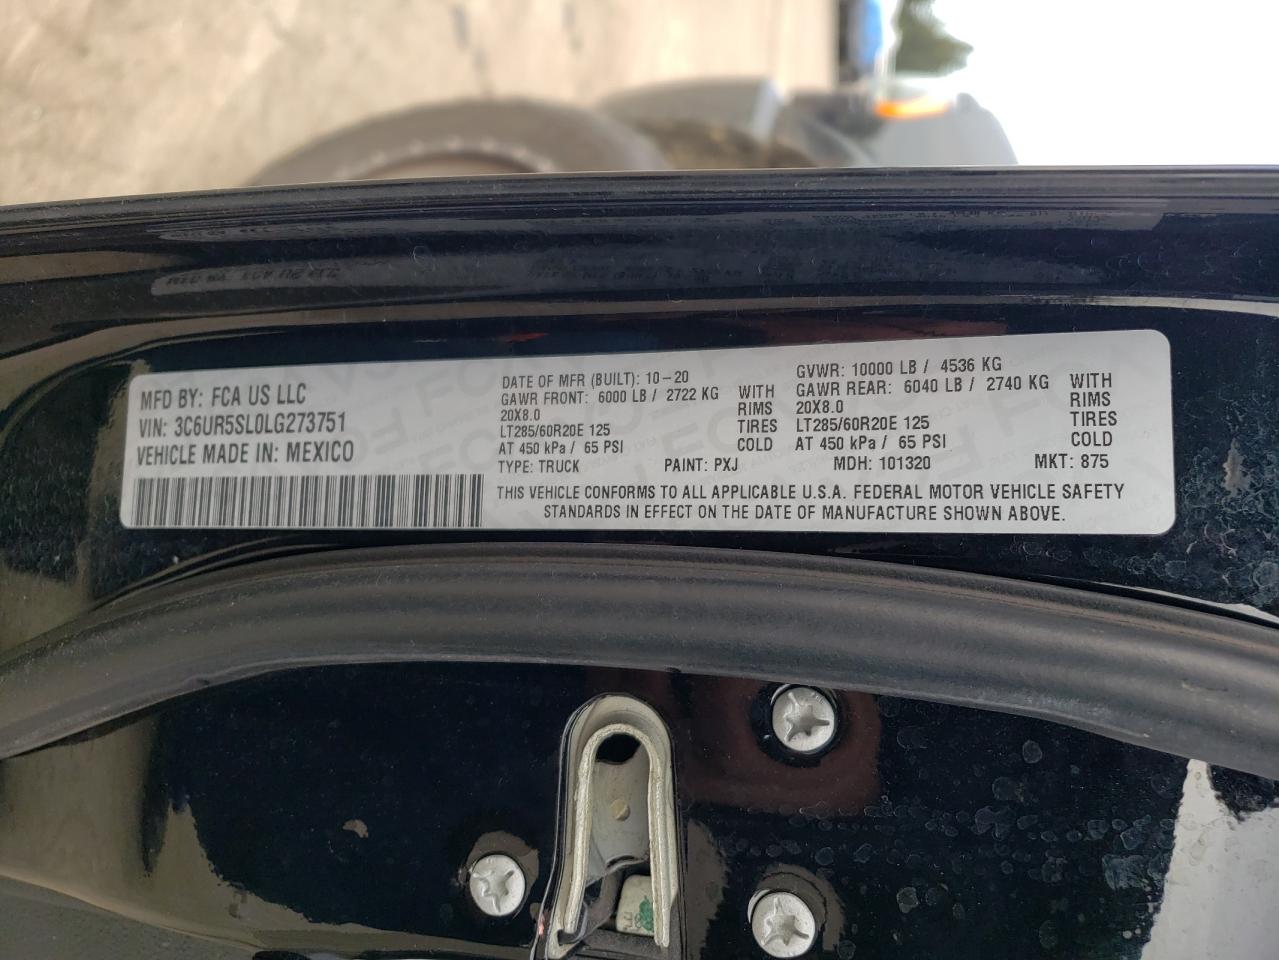 MFD BY: FCA US LLC
VIN: 3C6UR5SL0LG273751
VEHICLE MADE IN: MEXICO
DATE OF MFR (BUILT): 10-20
GAWR FRONT: 6000 LB / 2722 KG WITH
20X8.0 RIMS
LT285/60R20E 125 TIRES
AT 450 kPa / 65 PSI COLD
GVWR: 10000 LB / 4536 KG
GAWR REAR: 6040 LB / 2740 KG WITH
20X8.0 RIMS
LT285/60R20E 125 TIRES
AT 450 kPa / 65 PSI COLD
TYPE: TRUCK PAINT: PXJ MDH: 101320 MKT: 875
THIS VEHICLE CONFORMS TO ALL APPLICABLE U.S.A. FEDERAL MOTOR VEHICLE SAFETY
STANDARDS IN EFFECT ON THE DATE OF MANUFACTURE SHOWN ABOVE.